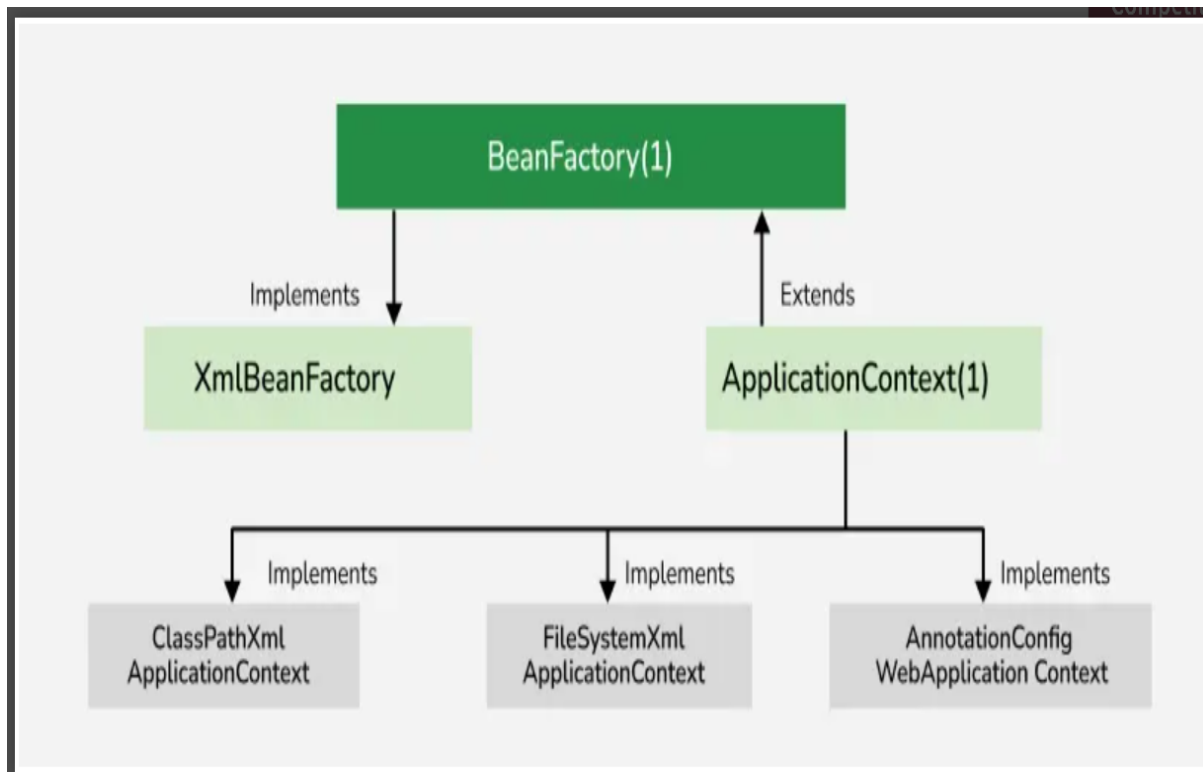 BeanFactory(1)
Implements
Extends
XmlBeanFactory
ApplicationContext(1)
Implements
Implements
Implements
ClassPathXml
ApplicationContext
FileSystemXml
ApplicationContext
AnnotationConfig
WebApplication Context